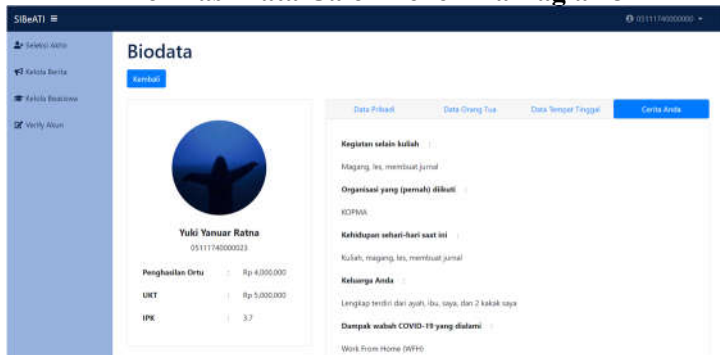 SIBeATI
05111740000000
Seleksi Aktif
Kelola Berita
Kelola Beasiswa
Verify Akun
Biodata
Kembali
Data Pribadi Data Orang Tua Data Tempat Tinggal Cerita Anda
Yuki Yanuar Ratna
05111740000023
Penghasilan Ortu : Rp 4,000,000
UKT : Rp 5,000,000
IPK : 3.7
Kegiatan selain kuliah :
Magang, les, membuat jurnal
Organisasi yang (pernah) diikuti :
KOPMA
Kehidupan sehari-hari saat ini :
Kuliah, magang, les, membuat jurnal
Keluarga Anda :
Lengkap terdiri dari ayah, ibu, saya, dan 2 kakak saya
Dampak wabah COVID-19 yang dialami :
Work From Home (WFH)